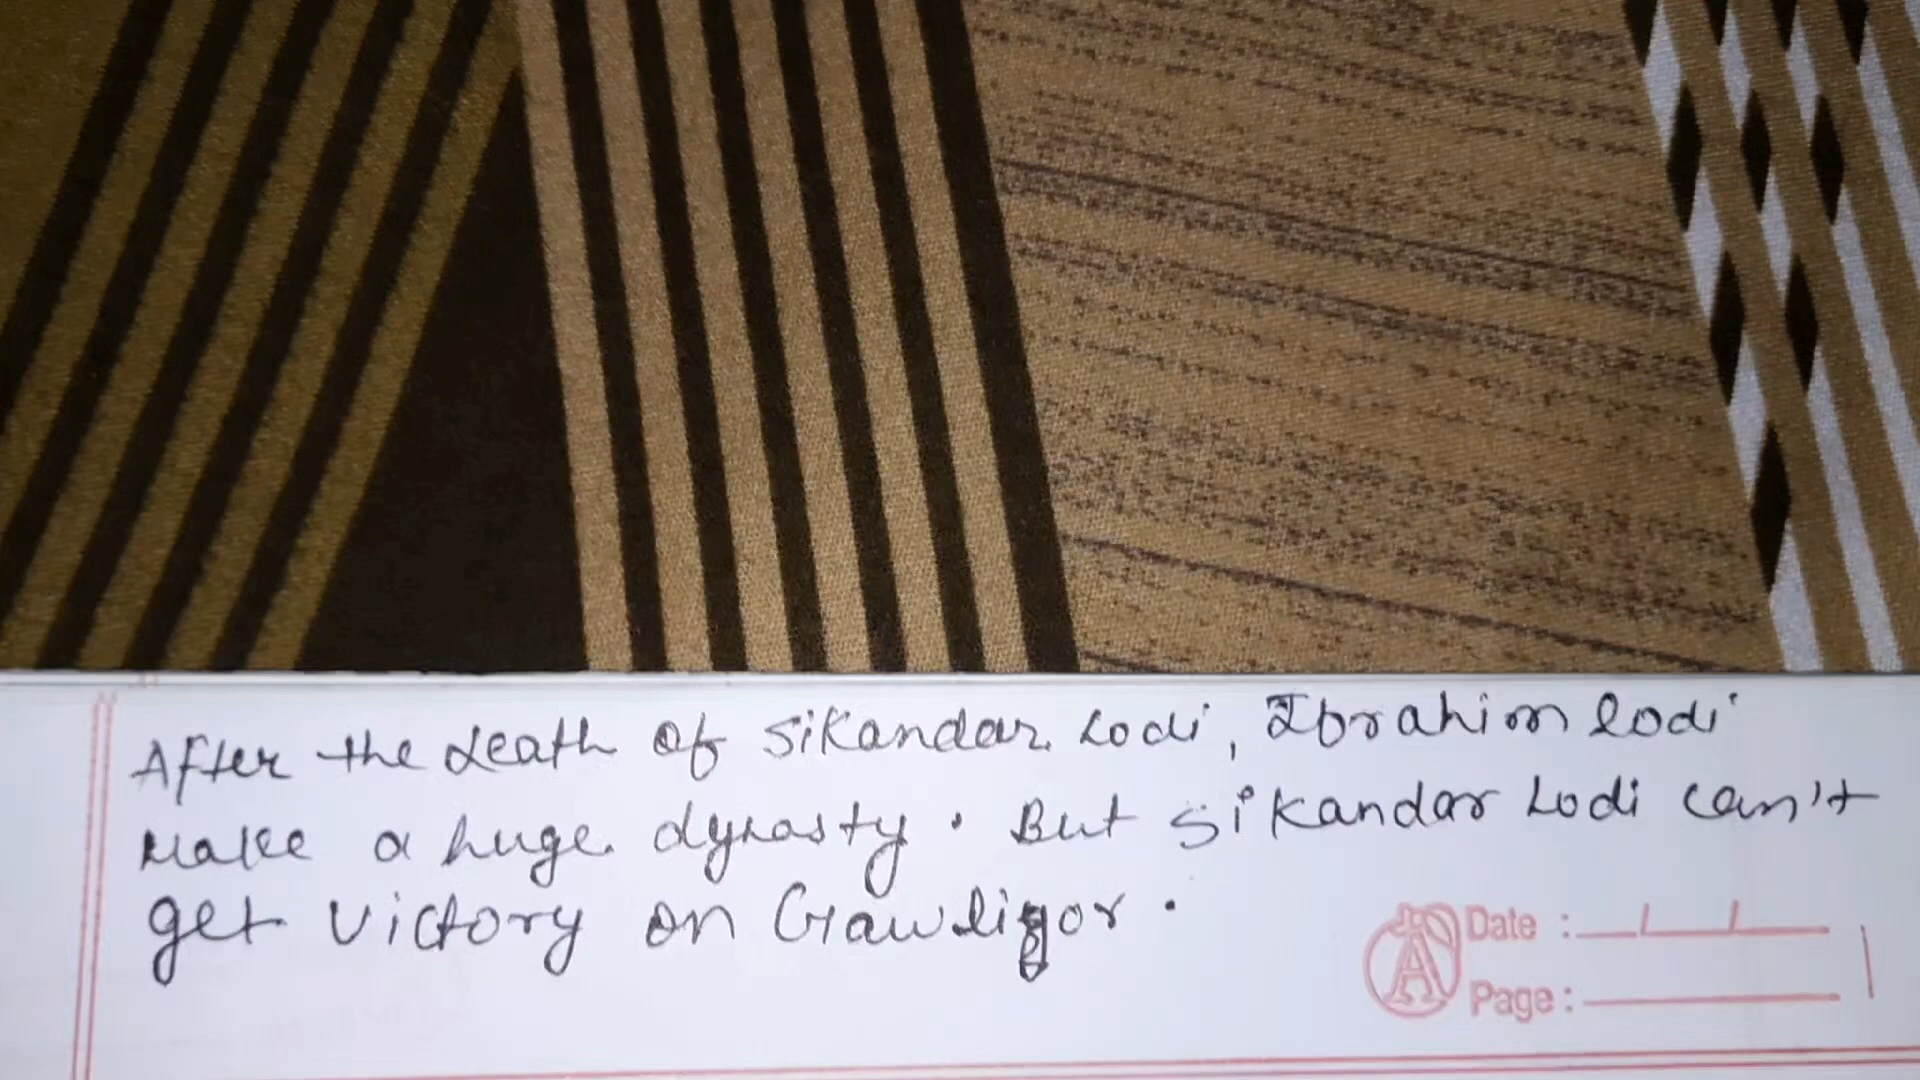 After the death of Sikandar Lodi, Ibrahim lodi
Make a huge dynasty. But Sikandar Lodi can't
get victory on Gawligor.
Date :
Page :